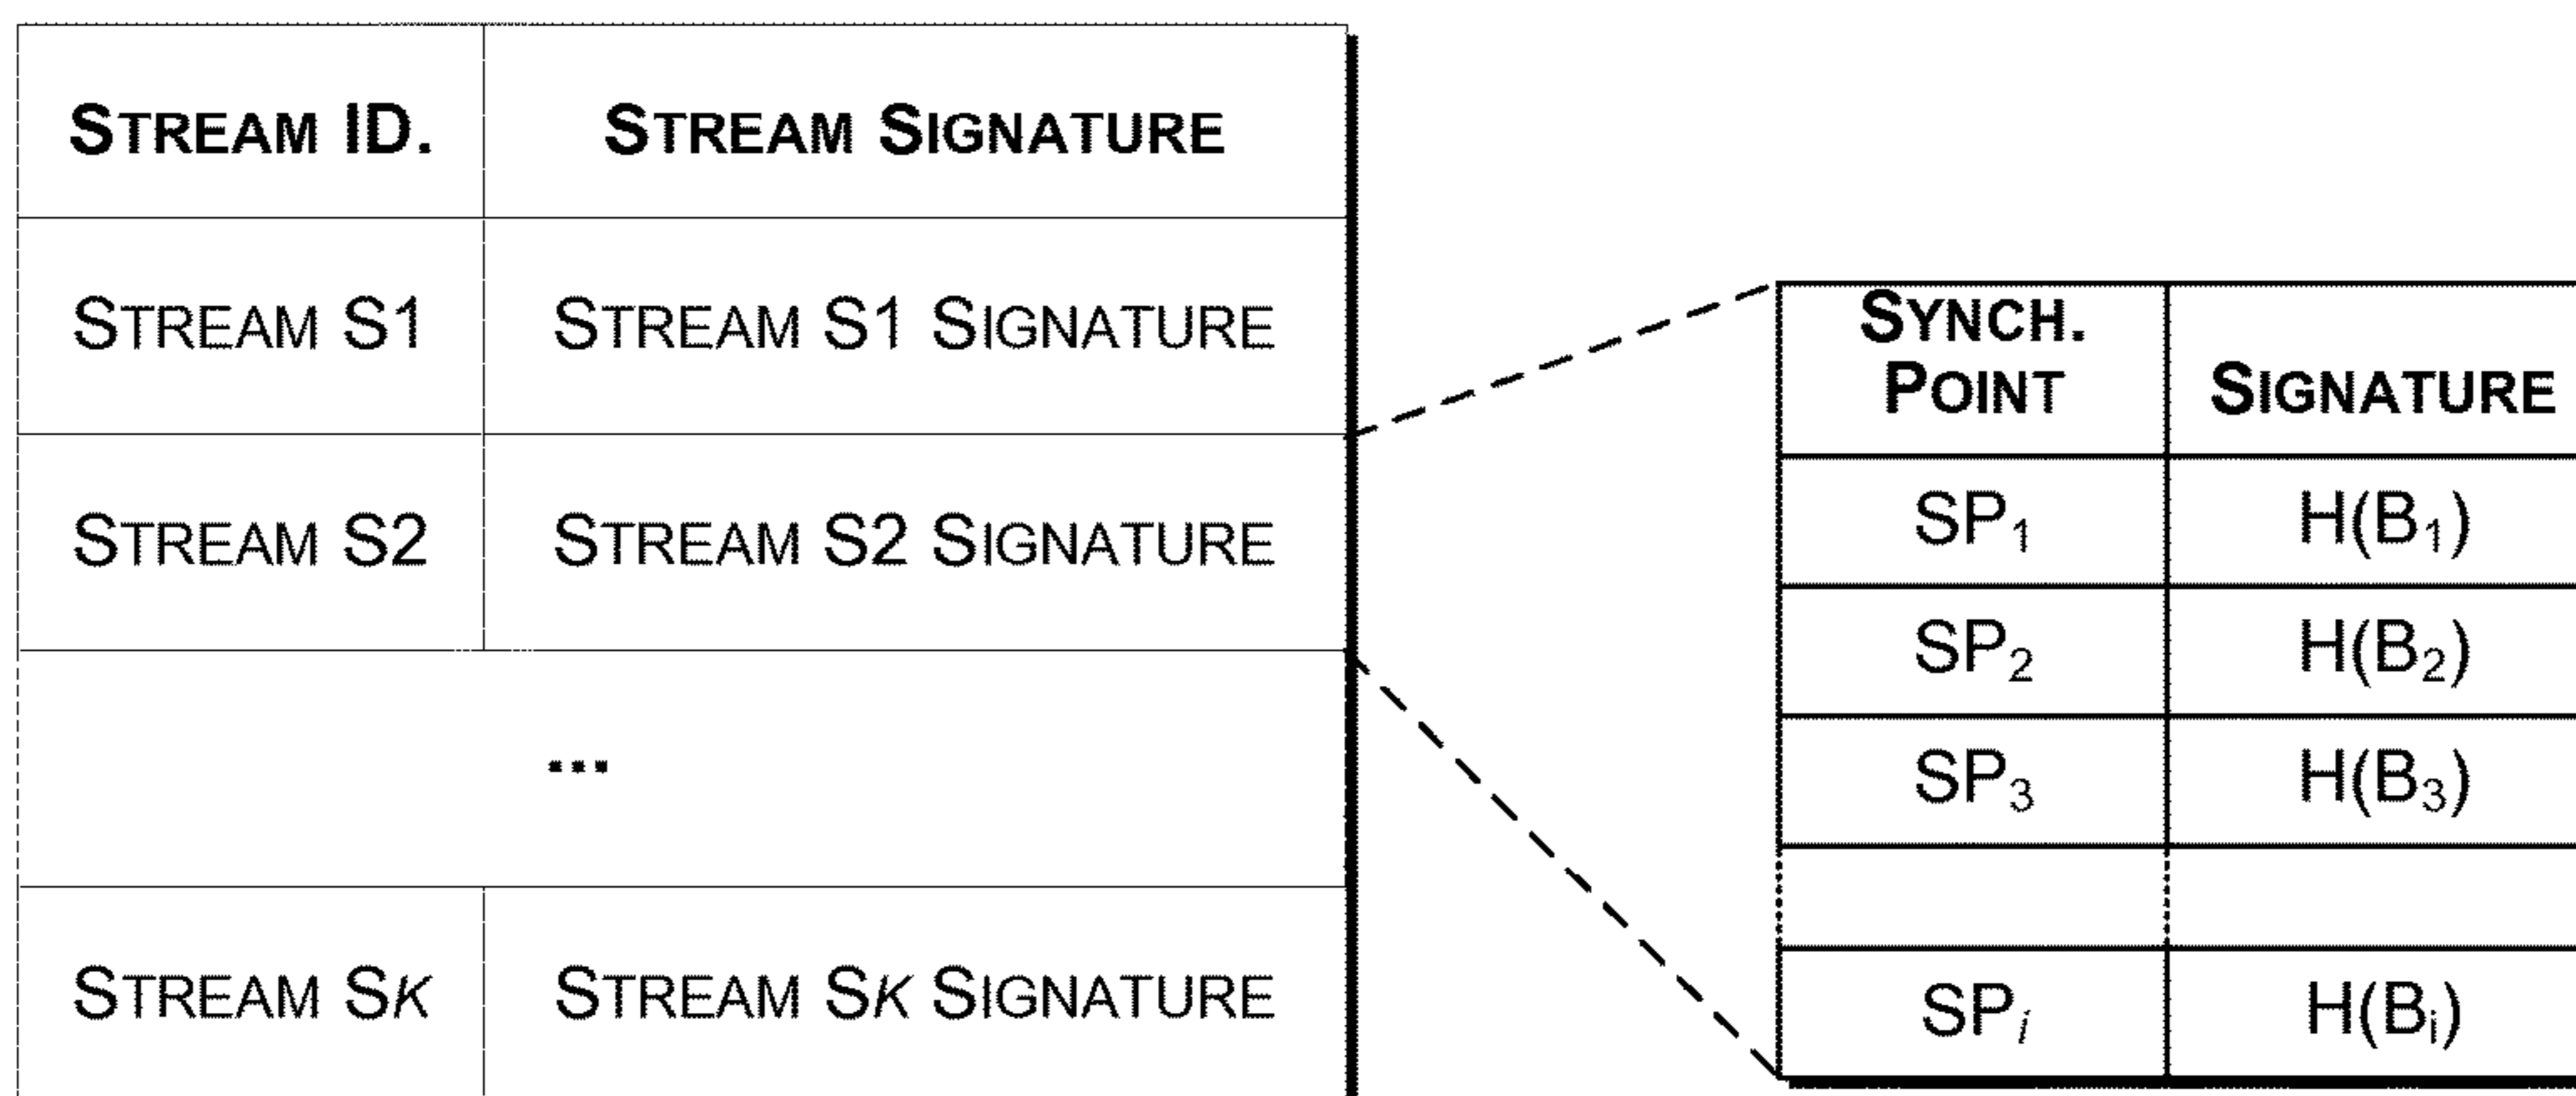 STREAM ID. STREAM SIGNATURE
STREAM S1 STREAM S1 SIGNATURE
STREAM S2 STREAM S2 SIGNATURE
...
STREAM SK STREAM SK SIGNATURE
SYNCH.
POINT SIGNATURE
SP₁ H(B₁)
SP₂ H(B₂)
SP₃ H(B₃)
SPᵢ H(Bᵢ)